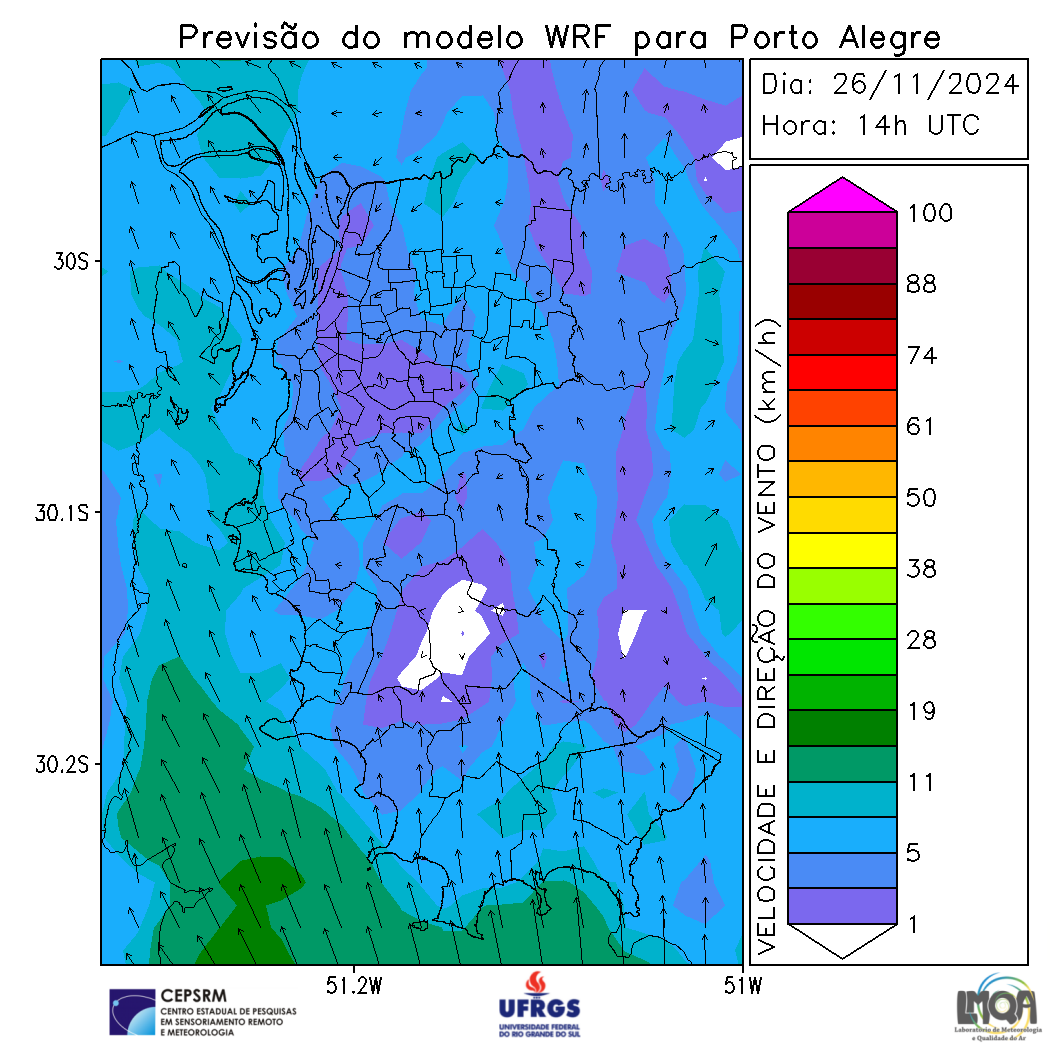 Previsão do modelo WRF para Porto Alegre
Dia: 26/11/2024
Hora: 14h UTC
30S
30.1S
30.2S
51.2W
51W
VELOCIDADE E DIREÇÃO DO VENTO (km/h)
100
88
74
61
50
38
28
19
11
5
1
CEPSRM
CENTRO ESTADUAL DE PESQUISAS
EM SENSORIAMENTO REMOTO
E METEOROLOGIA
UFRGS
UNIVERSIDADE FEDERAL
DO RIO GRANDE DO SUL
LMQA
Laboratório de Meteorologia
e Qualidade do Ar